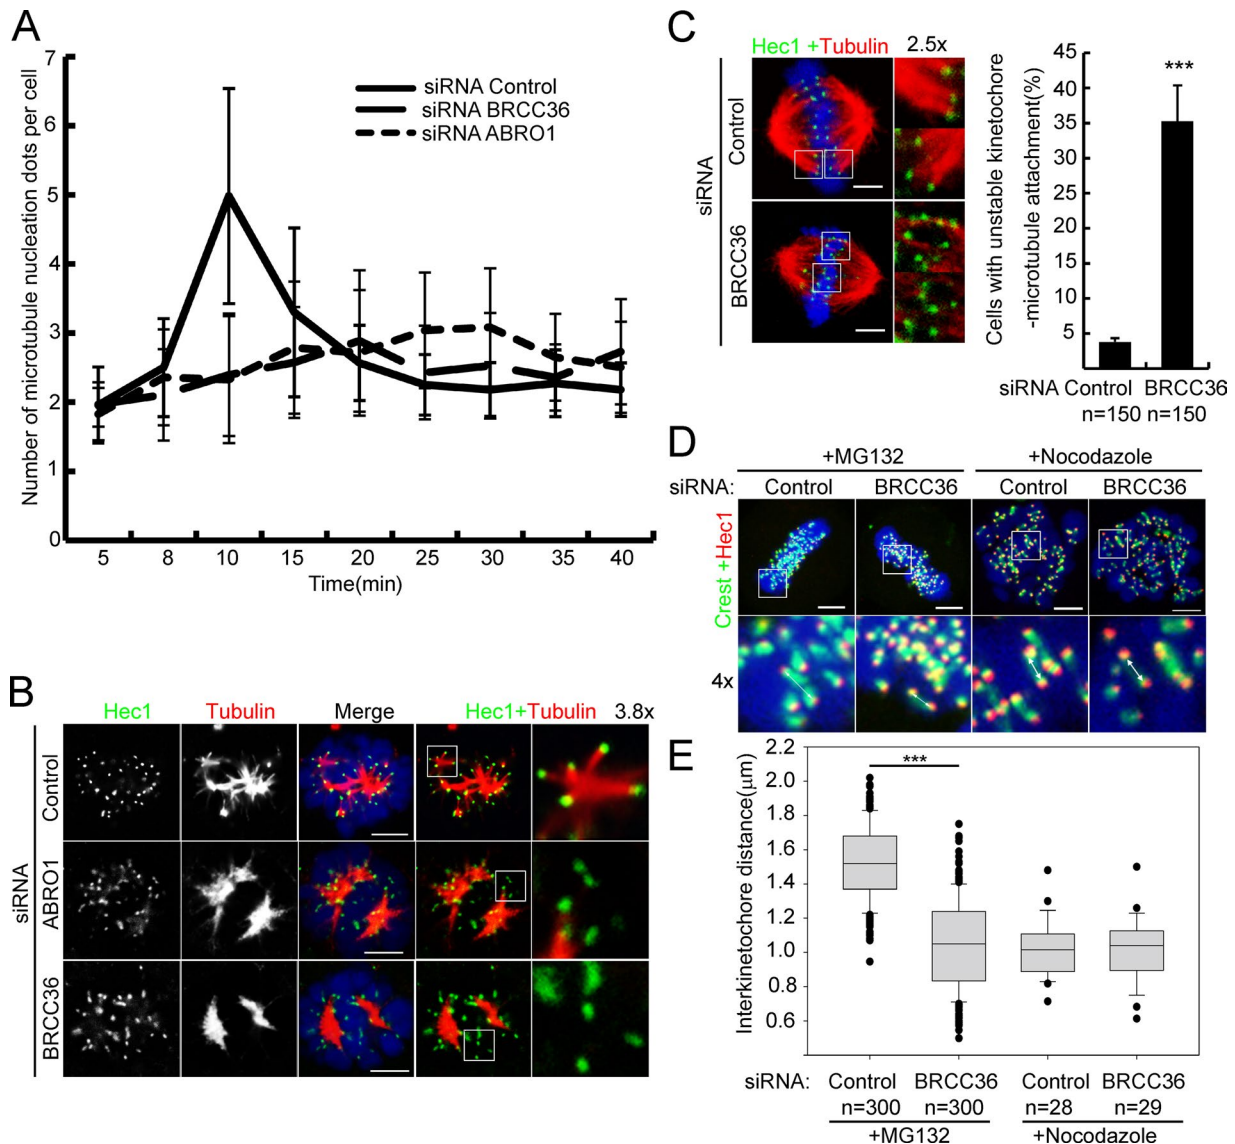 A
Number of microtubule nucleation dots per cell
7
6
5
4
3
2
1
0
siRNA Control
siRNA BRCC36
siRNA ABRO1
5 8 10 15 20 25 30 35 40
Time(min)
B
Hec1 Tubulin Merge Hec1+Tubulin 3.8x
siRNA
Control
ABRO1
BRCC36
C
Hec1 +Tubulin 2.5x
siRNA
Control
BRCC36
Cells with unstable kinetochore
-microtubule attachment(%)
45
40
35
30
25
20
15
10
5
***
siRNA Control BRCC36
n=150 n=150
D
+MG132 +Nocodazole
siRNA: Control BRCC36 Control BRCC36
Crest +Hec1
4x
E
Interkinetochore distance(μm)
2.2
2.0
1.8
1.6
1.4
1.2
1.0
0.8
0.6
***
siRNA: Control BRCC36 Control BRCC36
n=300 n=300 n=28 n=29
+MG132 +Nocodazole